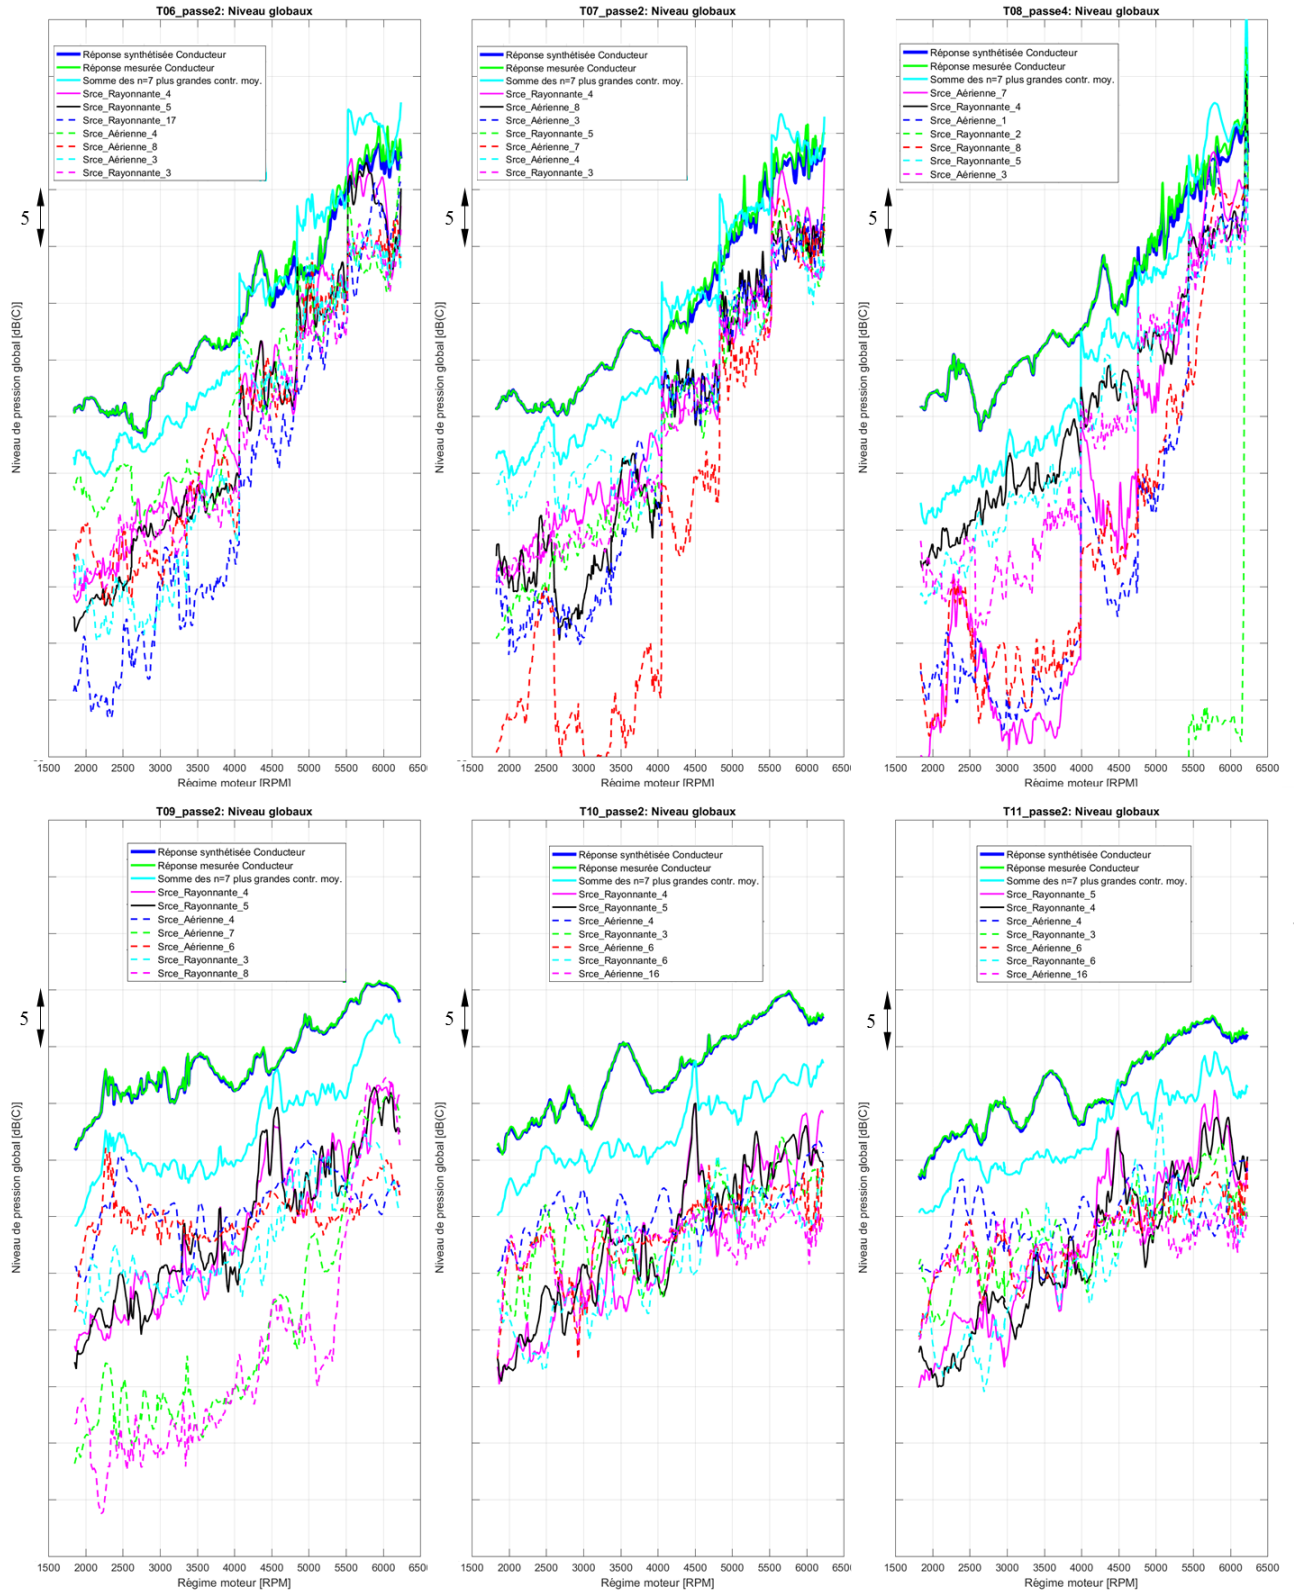 T06_passe2: Niveau globaux
Réponse synthétisée Conducteur
Réponse mesurée Conducteur
Somme des n=7 plus grandes contr. moy.
Srce_Rayonnante_4
Srce_Rayonnante_5
Srce_Rayonnante_17
Srce_Aérienne_4
Srce_Aérienne_8
Srce_Aérienne_3
Srce_Rayonnante_3
5
Niveau de pression global [dB(C)]
1500 2000 2500 3000 3500 4000 4500 5000 5500 6000 6500
Régime moteur [RPM]
T07_passe2: Niveau globaux
Réponse synthétisée Conducteur
Réponse mesurée Conducteur
Somme des n=7 plus grandes contr. moy.
Srce_Rayonnante_4
Srce_Aérienne_8
Srce_Aérienne_3
Srce_Rayonnante_5
Srce_Aérienne_7
Srce_Aérienne_4
Srce_Rayonnante_3
5
Niveau de pression global [dB(C)]
1500 2000 2500 3000 3500 4000 4500 5000 5500 6000 650
Régime moteur [RPM]
T08_passe4: Niveau globaux
Réponse synthétisée Conducteur
Réponse mesurée Conducteur
Somme des n=7 plus grandes contr. moy.
Srce_Aérienne_7
Srce_Rayonnante_4
Srce_Aérienne_1
Srce_Rayonnante_2
Srce_Rayonnante_8
Srce_Rayonnante_5
Srce_Aérienne_3
5
Niveau de pression global [dB(C)]
1500 2000 2500 3000 3500 4000 4500 5000 5500 6000 6500
Régime moteur [RPM]
T09_passe2: Niveau globaux
Réponse synthétisée Conducteur
Réponse mesurée Conducteur
Somme des n=7 plus grandes contr. moy.
Srce_Rayonnante_4
Srce_Rayonnante_5
Srce_Aérienne_4
Srce_Aérienne_7
Srce_Aérienne_6
Srce_Rayonnante_3
Srce_Rayonnante_8
5
Niveau de pression global [dB(C)]
1500 2000 2500 3000 3500 4000 4500 5000 5500 6000 6500
Régime moteur [RPM]
T10_passe2: Niveau globaux
Réponse synthétisée Conducteur
Réponse mesurée Conducteur
Somme des n=7 plus grandes contr. moy.
Srce_Rayonnante_4
Srce_Rayonnante_5
Srce_Aérienne_4
Srce_Rayonnante_3
Srce_Aérienne_6
Srce_Rayonnante_6
Srce_Aérienne_16
5
Niveau de pression global [dB(C)]
1500 2000 2500 3000 3500 4000 4500 5000 5500 6000 6500
Régime moteur [RPM]
T11_passe2: Niveau globaux
Réponse synthétisée Conducteur
Réponse mesurée Conducteur
Somme des n=7 plus grandes contr. moy.
Srce_Rayonnante_5
Srce_Rayonnante_4
Srce_Aérienne_4
Srce_Rayonnante_3
Srce_Aérienne_6
Srce_Rayonnante_6
Srce_Aérienne_16
5
Niveau de pression global [dB(C)]
1500 2000 2500 3000 3500 4000 4500 5000 5500 6000 6500
Régime moteur [RPM]